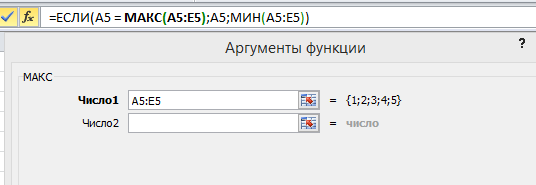 fx =ЕСЛИ(A5 = МАКС(A5:E5);A5;МИН(A5:E5))
Аргументы функции ?
МАКС
Число1 A5:E5 = {1;2;3;4;5}
Число2 = число